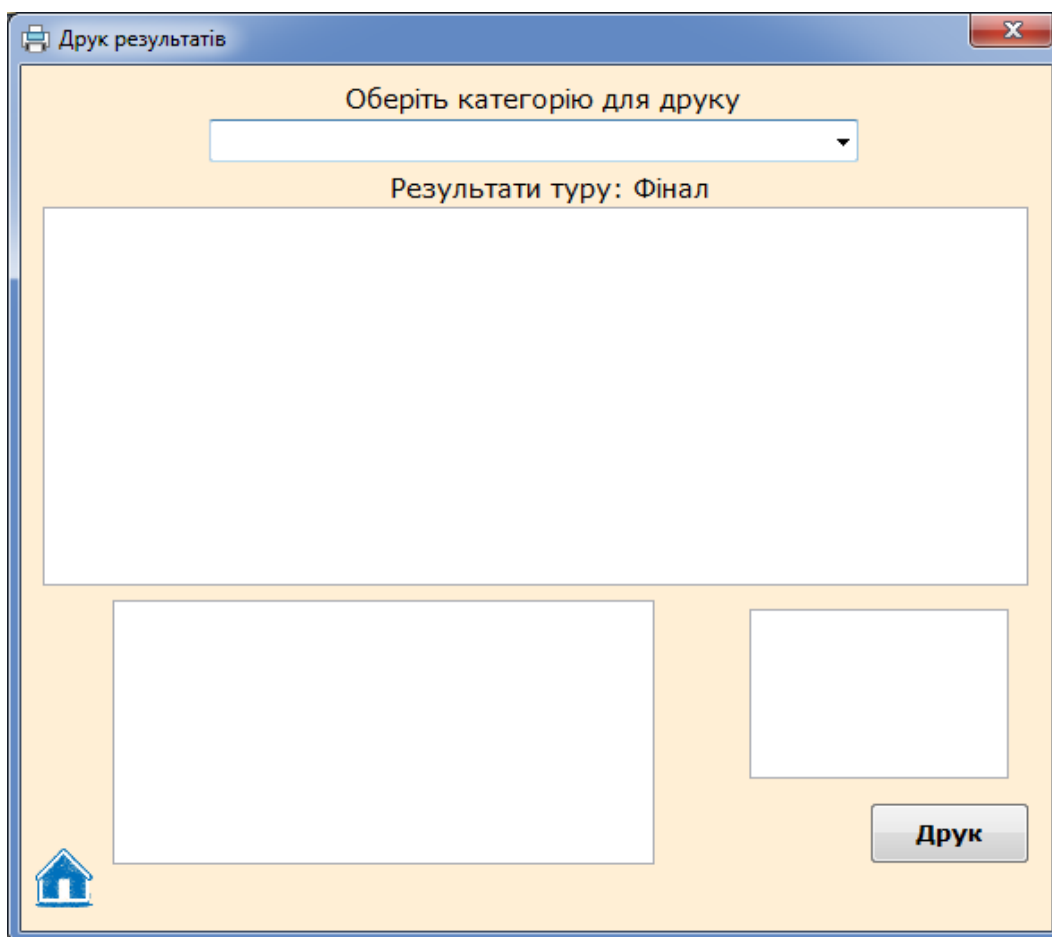 Друк результатів
Оберіть категорію для друку
Результати туру: Фінал
Друк